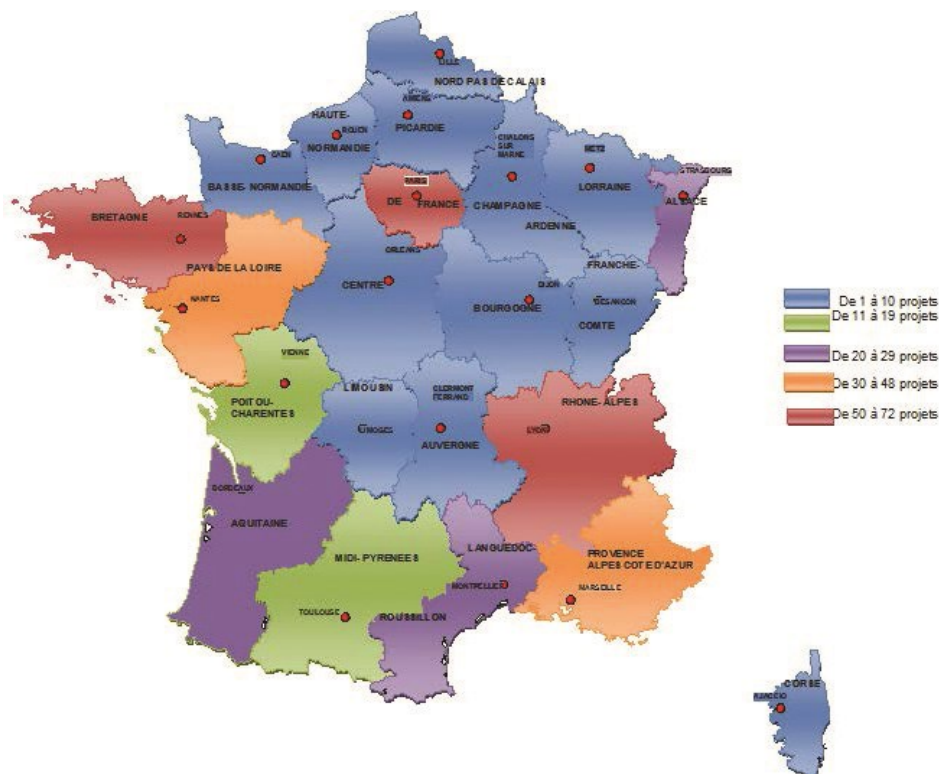 LILLE
NORD PAS DE CALAIS
AMIENS
PICARDIE
HAUTE-
NORMANDIE
ROUEN
CAEN
BASSE- NORMANDIE
CHALONS
SUR
MARNE
CHAMPAGNE
ARDENNE
METZ
LORRAINE
STRASBOURG
ALSACE
PARIS
DE FRANCE
BRETAGNE
RENNES
PAYS DE LA LOIRE
NANTES
ORLEANS
CENTRE
DIJON
BOURGOGNE
FRANCHE-
BESANCON
COMTE
VIENNE
POITOU-
CHARENTES
LIMOUSIN
LIMOGES
CLERMONT
FERRAND
AUVERGNE
RHONE- ALPES
LYON
BORDEAUX
AQUITAINE
MIDI- PYRENEES
TOULOUSE
LANGUEDOC-
MONTPELLIER
ROUSSILLON
PROVENCE
ALPES COTE D'AZUR
MARSEILLE
CORSE
AJACCIO
De 1 à 10 projets
De 11 à 19 projets
De 20 à 29 projets
De 30 à 48 projets
De 50 à 72 projets